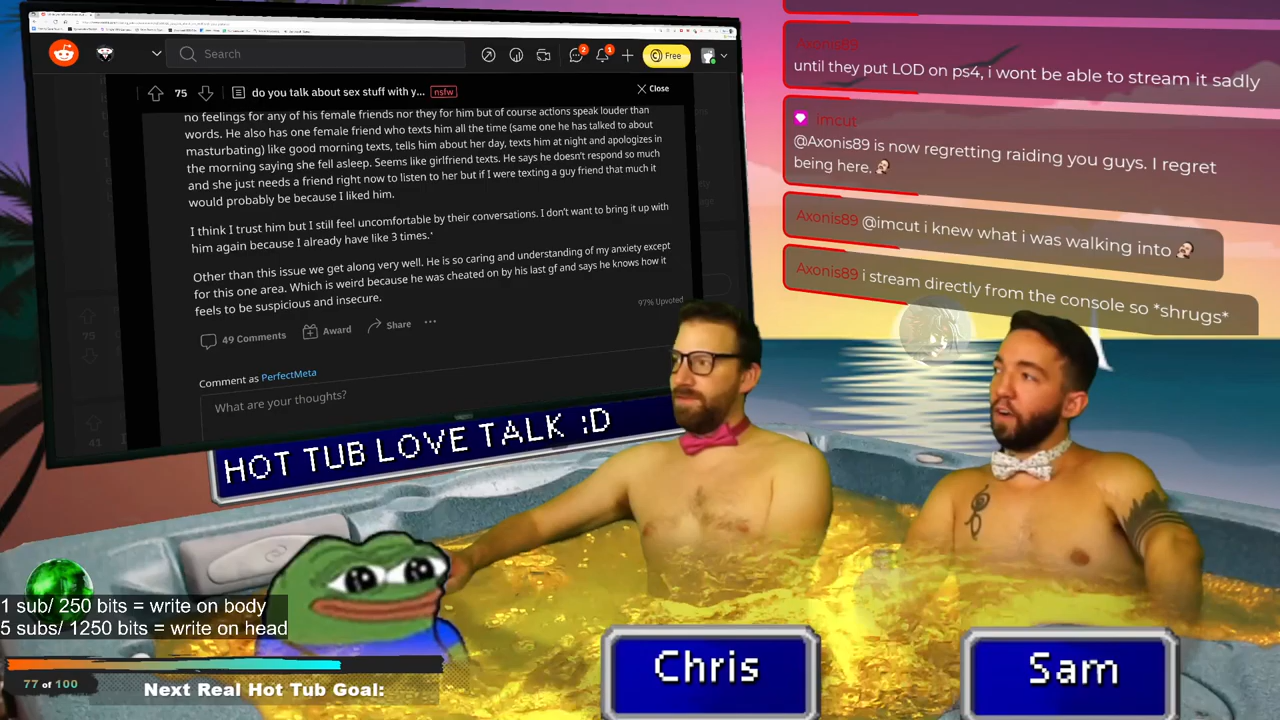 Search
2
1
Free
75
do you talk about sex stuff with y...
nsfw
Close
no feelings for any of his female friends nor they for him but of course actions speak louder than
words. He also has one female friend who texts him all the time (same one he has talked to about
masturbating) like good morning texts, tells him about her day, texts him at night and apologizes in
the morning saying she fell asleep. Seems like girlfriend texts. He says he doesn't respond so much
and she just needs a friend right now to listen to her but if I were texting a guy friend that much it
would probably be because I liked him.
I think I trust him but I still feel uncomfortable by their conversations. I don't want to bring it up with
him again because I already have like 3 times.
Other than this issue we get along very well. He is so caring and understanding of my anxiety except
for this one area. Which is weird because he was cheated on by his last gf and says he knows how it
feels to be suspicious and insecure.
97% Upvoted
49 Comments
Award
Share
Comment as PerfectMeta
What are your thoughts?
75
41
HOT TUB LOVE TALK :D
Axonis89
until they put LOD on ps4, i wont be able to stream it sadly
imcut
@Axonis89 is now regretting raiding you guys. I regret
being here.
Axonis89 @imcut i knew what i was walking into
Axonis89 i stream directly from the console so *shrugs*
1 sub/ 250 bits = write on body
5 subs/ 1250 bits = write on head
77 of 100
Next Real Hot Tub Goal:
Chris
Sam